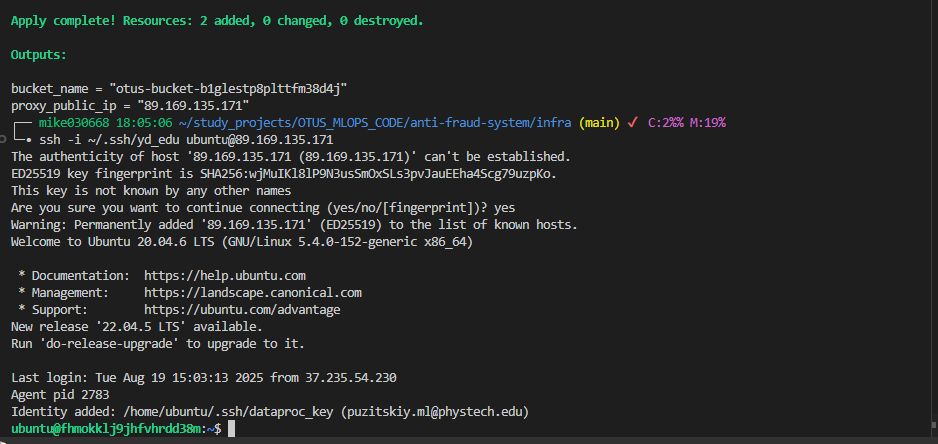 Apply complete! Resources: 2 added, 0 changed, 0 destroyed.
Outputs:
bucket_name = "otus-bucket-b1glestp8plttfm38d4j"
proxy_public_ip = "89.169.135.171"
mike030668 18:05:06 ~/study_projects/OTUS_MLOPS_CODE/anti-fraud-system/infra (main) ✓ C:2%% M:19%
ssh -i ~/.ssh/yd_edu ubuntu@89.169.135.171
The authenticity of host '89.169.135.171 (89.169.135.171)' can't be established.
ED25519 key fingerprint is SHA256:wjMuIKl8lP9N3usSmOxSLs3pvJauEEha4Scg79uzpKo.
This key is not known by any other names
Are you sure you want to continue connecting (yes/no/[fingerprint])? yes
Warning: Permanently added '89.169.135.171' (ED25519) to the list of known hosts.
Welcome to Ubuntu 20.04.6 LTS (GNU/Linux 5.4.0-152-generic x86_64)
* Documentation: https://help.ubuntu.com
* Management: https://landscape.canonical.com
* Support: https://ubuntu.com/advantage
New release '22.04.5 LTS' available.
Run 'do-release-upgrade' to upgrade to it.
Last login: Tue Aug 19 15:03:13 2025 from 37.235.54.230
Agent pid 2783
Identity added: /home/ubuntu/.ssh/dataproc_key (puzitskiy.ml@phystech.edu)
ubuntu@fhmokklj9jhfvhrdd38m:~$